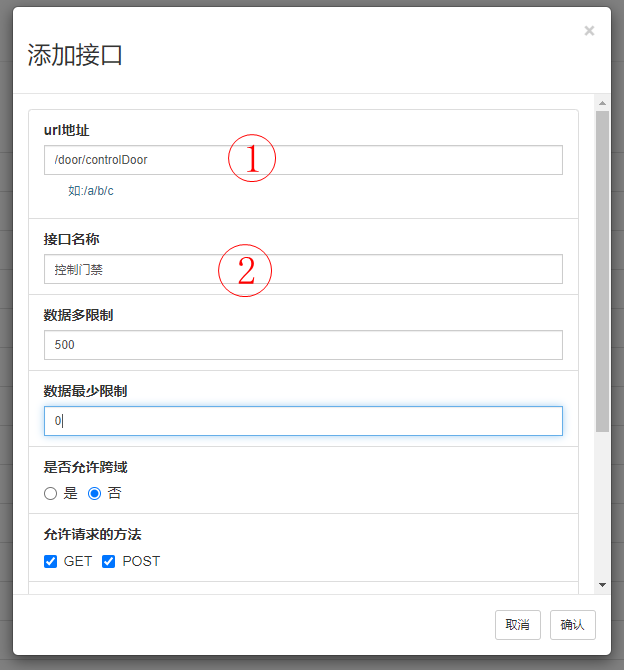 添加接口
×
url地址
/door/controlDoor
1
如:/a/b/c
接口名称
控制门禁
2
数据多限制
500
数据最少限制
0
是否允许跨域
是 否
允许请求的方法
GET POST
取消 确认